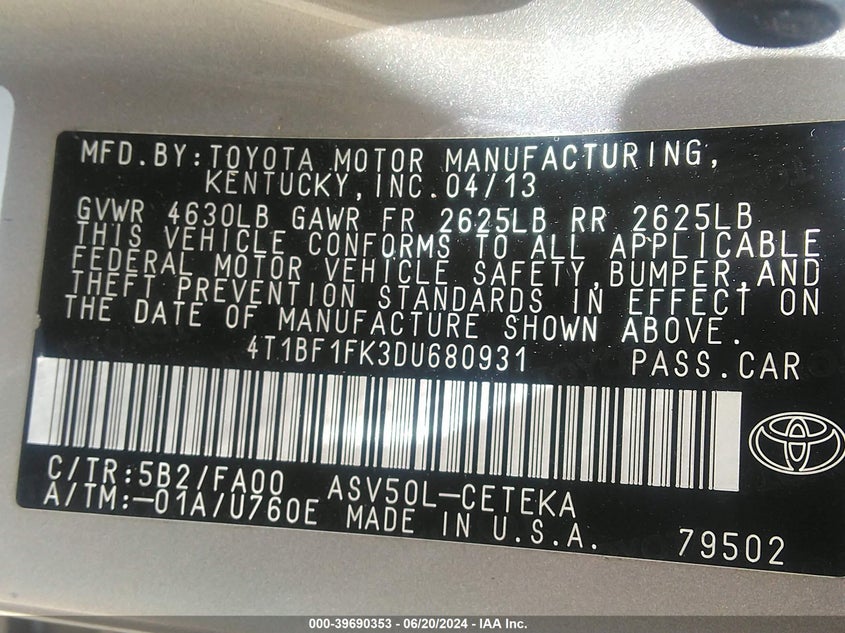 MFD.BY:TOYOTA MOTOR MANUFACTURING,
KENTUCKY,INC.04/13
GVWR 4630LB GAWR FR 2625LB RR 2625LB
THIS VEHICLE CONFORMS TO ALL APPLICABLE
FEDERAL MOTOR VEHICLE SAFETY,BUMPER,AND
THEFT PREVENTION STANDARDS IN EFFECT ON
THE DATE OF MANUFACTURE SHOWN ABOVE.
4T1BF1FK3DU680931 PASS.CAR
C/TR:5B2/FA00 ASV50L-CETEKA
A/TM:-01A/U760E MADE IN U.S.A. 79502
000-39690353 - 06/20/2024 - IAA Inc.